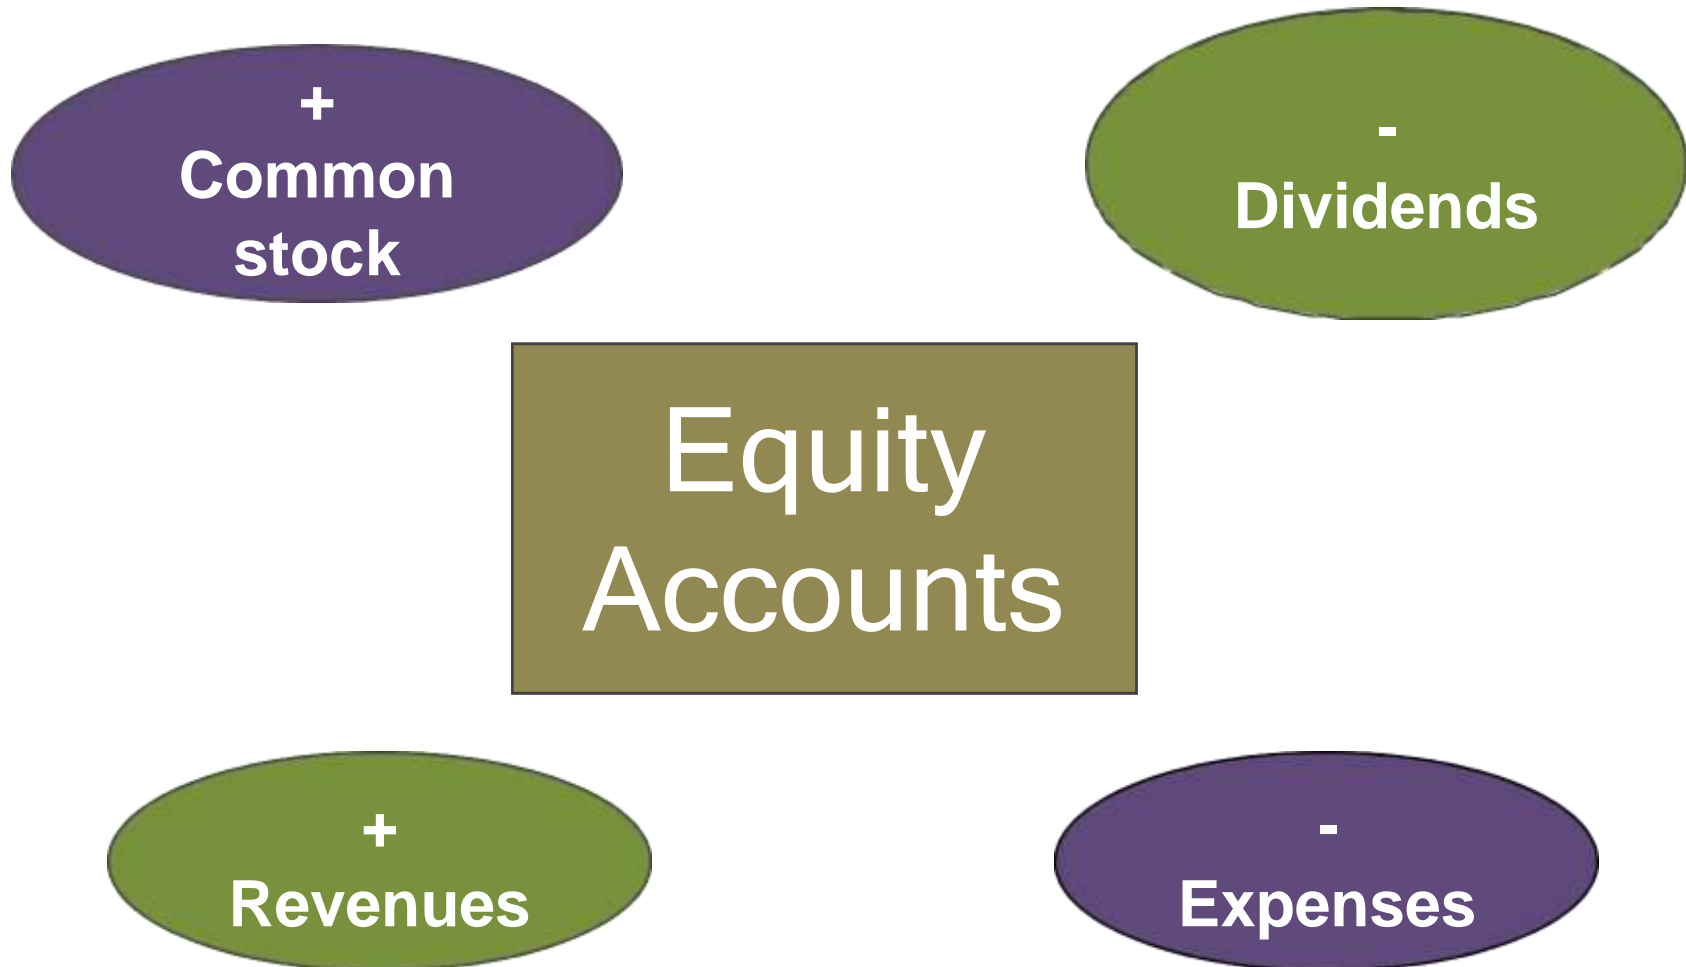 +
Common
stock
-
Dividends
Equity
Accounts
+
Revenues
-
Expenses